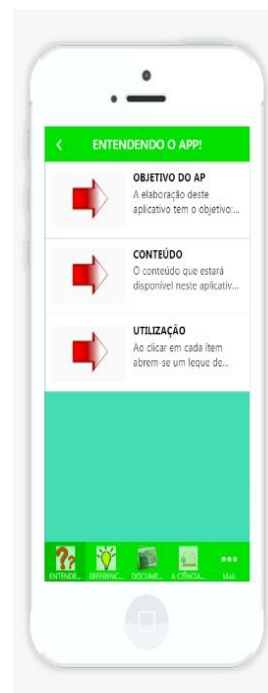 ENTENDENDO O APP!
OBJETIVO DO AP
A elaboração deste
aplicativo tem o objetivo:...
CONTEÚDO
O conteúdo que estará
disponível neste aplicativ...
UTILIZAÇÃO
Ao clicar em cada ítem
abrem-se um leque de...
ENTENDE... REFERENC... DOCUME... A CIÊNCIA... Mais